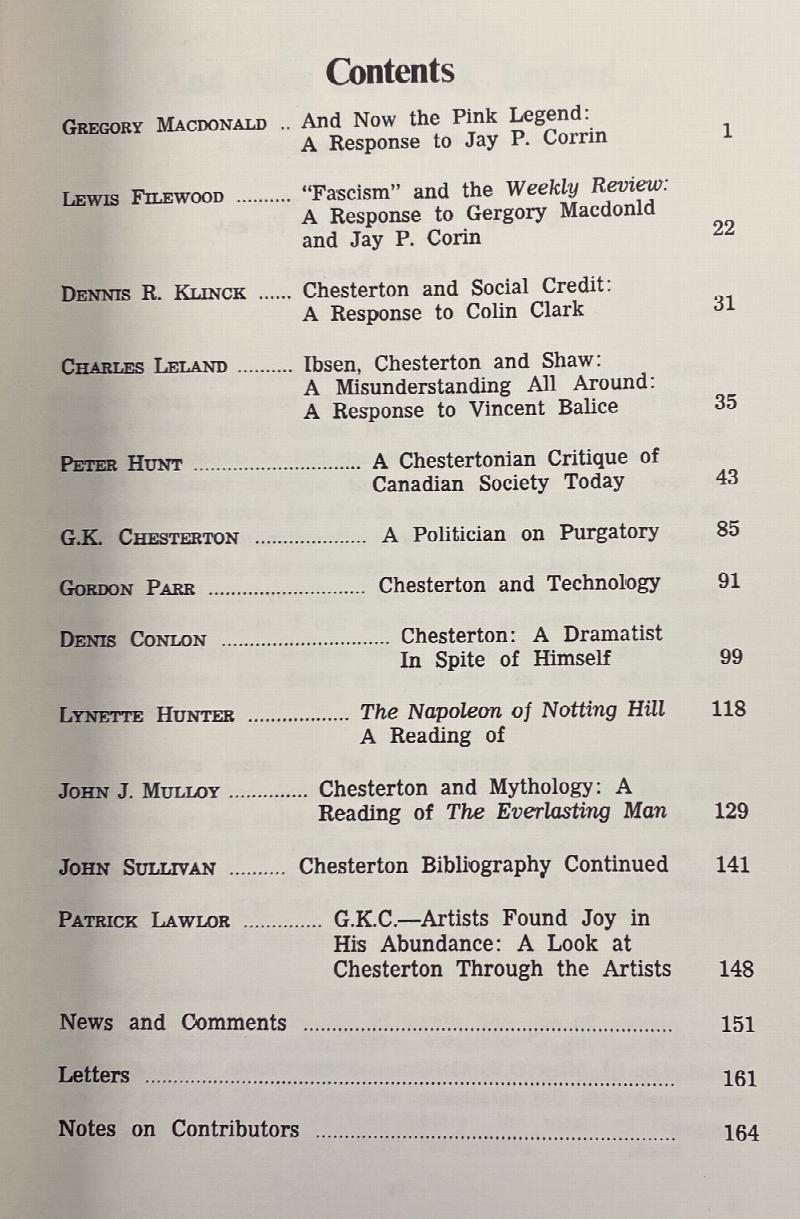 Contents
GREGORY MACDONALD .. And Now the Pink Legend:
A Response to Jay P. Corrin 1
LEWIS FILEWOOD .......... "Fascism" and the Weekly Review:
A Response to Gergory Macdonld
and Jay P. Corin 22
DENNIS R. KLINCK ...... Chesterton and Social Credit:
A Response to Colin Clark 31
CHARLES LELAND .......... Ibsen, Chesterton and Shaw:
A Misunderstanding All Around:
A Response to Vincent Balice 35
PETER HUNT .............................. A Chestertonian Critique of
Canadian Society Today 43
G.K. CHESTERTON .................... A Politician on Purgatory 85
GORDON PARR ............................ Chesterton and Technology 91
DENIS CONLON .............................. Chesterton: A Dramatist
In Spite of Himself 99
LYNETTE HUNTER .................. The Napoleon of Notting Hill 118
A Reading of
JOHN J. MULLOY ............. Chesterton and Mythology: A
Reading of The Everlasting Man 129
JOHN SULLIVAN .......... Chesterton Bibliography Continued 141
PATRICK LAWLOR ............. G.K.C.—Artists Found Joy in
His Abundance: A Look at
Chesterton Through the Artists 148
News and Comments .................................................................. 151
Letters ................................................................................................ 161
Notes on Contributors ................................................................ 164